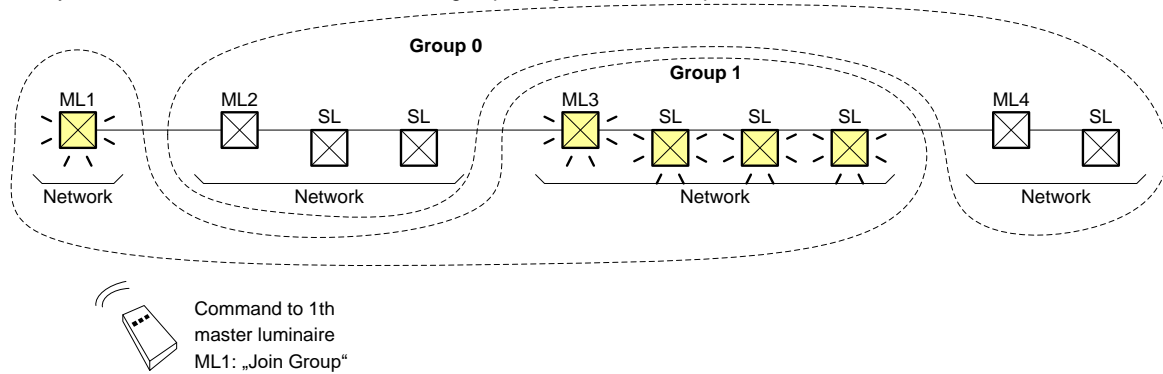 Group 0
Group 1
ML1
ML2
SL
SL
ML3
SL
SL
SL
ML4
SL
Network
Network
Network
Network
Command to 1th
master luminaire
ML1: „Join Group“